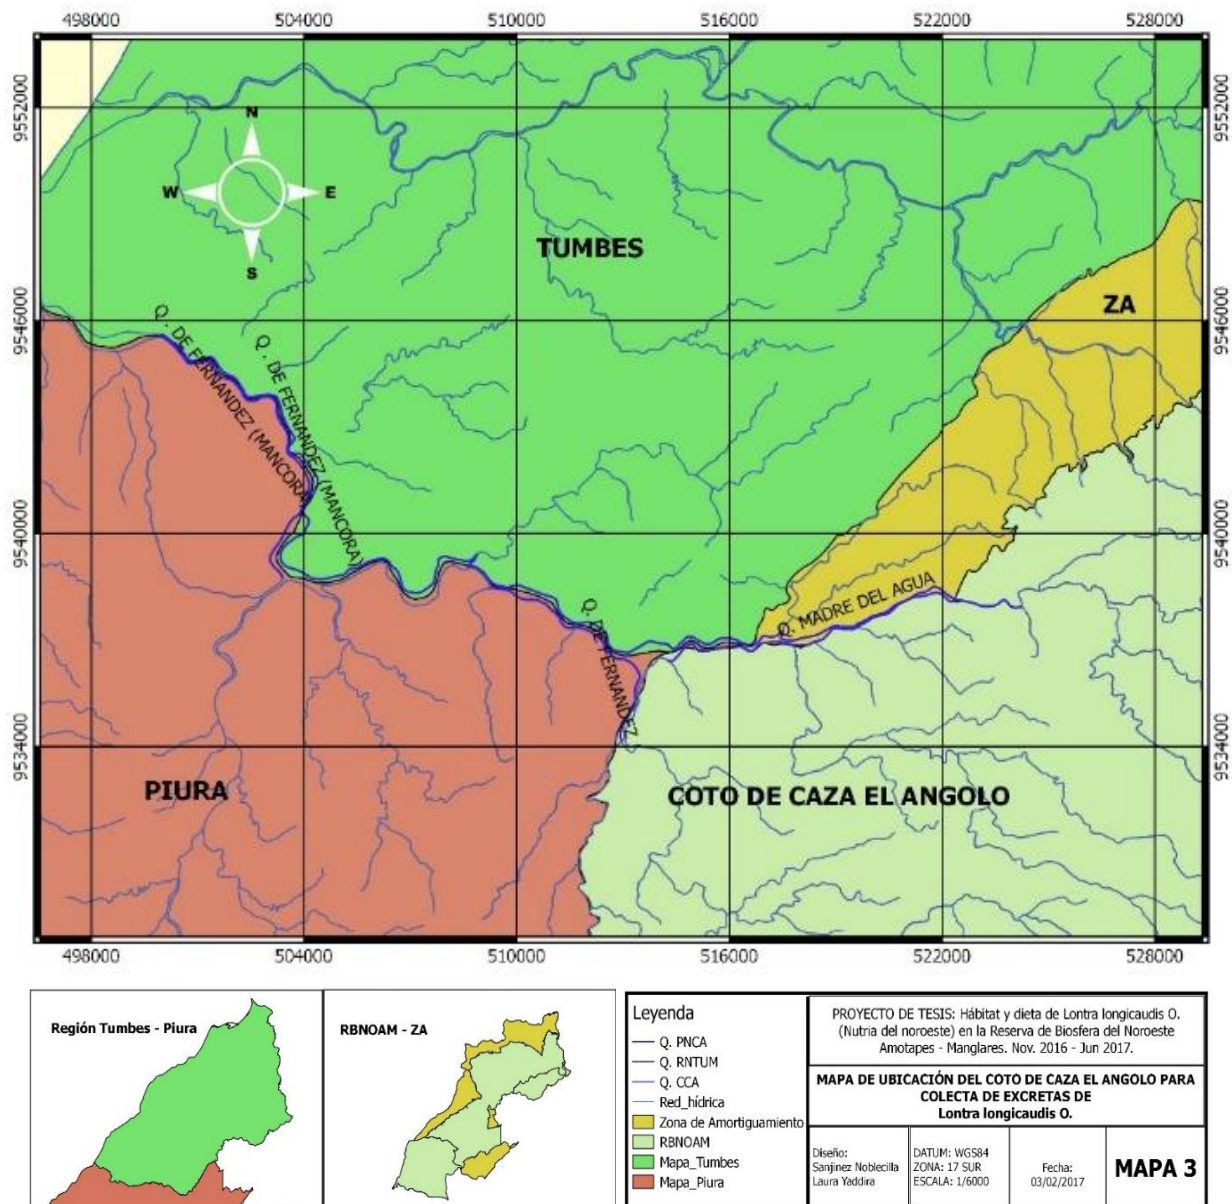 498000 504000 510000 516000 522000 528000
9552000 9552000
N
W E
S
TUMBES
ZA
9546000 9546000
Q. DE FERNANDEZ (MANCORA)
Q. DE FERNANDEZ (MANCORA)
9540000 9540000
Q. MADRE DEL AGUA
Q. DE FERNANDEZ
9534000 9534000
PIURA
COTO DE CAZA EL ANGOLO
498000 504000 510000 516000 522000 528000
Región Tumbes - Piura
RBNOAM - ZA
Leyenda
Q. PNCA
Q. RNTUM
Q. CCA
Red_hídrica
Zona de Amortiguamiento
RBNOAM
Mapa_Tumbes
Mapa_Piura
PROYECTO DE TESIS: Hábitat y dieta de Lontra longicaudis O.
(Nutria del noroeste) en la Reserva de Biosfera del Noroeste
Amotapes - Manglares. Nov. 2016 - Jun 2017.
MAPA DE UBICACIÓN DEL COTO DE CAZA EL ANGOLO PARA
COLECTA DE EXCRETAS DE
Lontra longicaudis O.
Diseño:
Sanjinez Noblecilla
Laura Yaddira
DATUM: WGS84
ZONA: 17 SUR
ESCALA: 1/6000
Fecha:
03/02/2017
MAPA 3